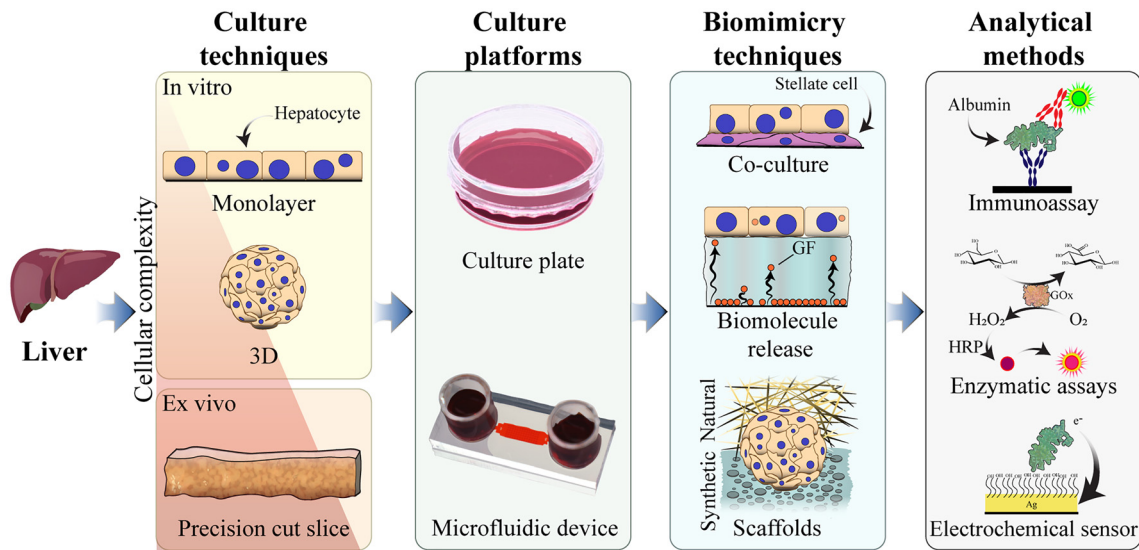 Culture
techniques
Culture
platforms
Biomimicry
techniques
Analytical
methods
Liver
Cellular complexity
In vitro
Hepatocyte
Monolayer
3D
Ex vivo
Precision cut slice
Culture plate
Microfluidic device
Stellate cell
Co-culture
GF
Biomolecule
release
Synthetic Natural
Scaffolds
Albumin
Immunoassay
GOx
H₂O₂
O₂
HRP
Enzymatic assays
e⁻
Ag
Electrochemical sensor